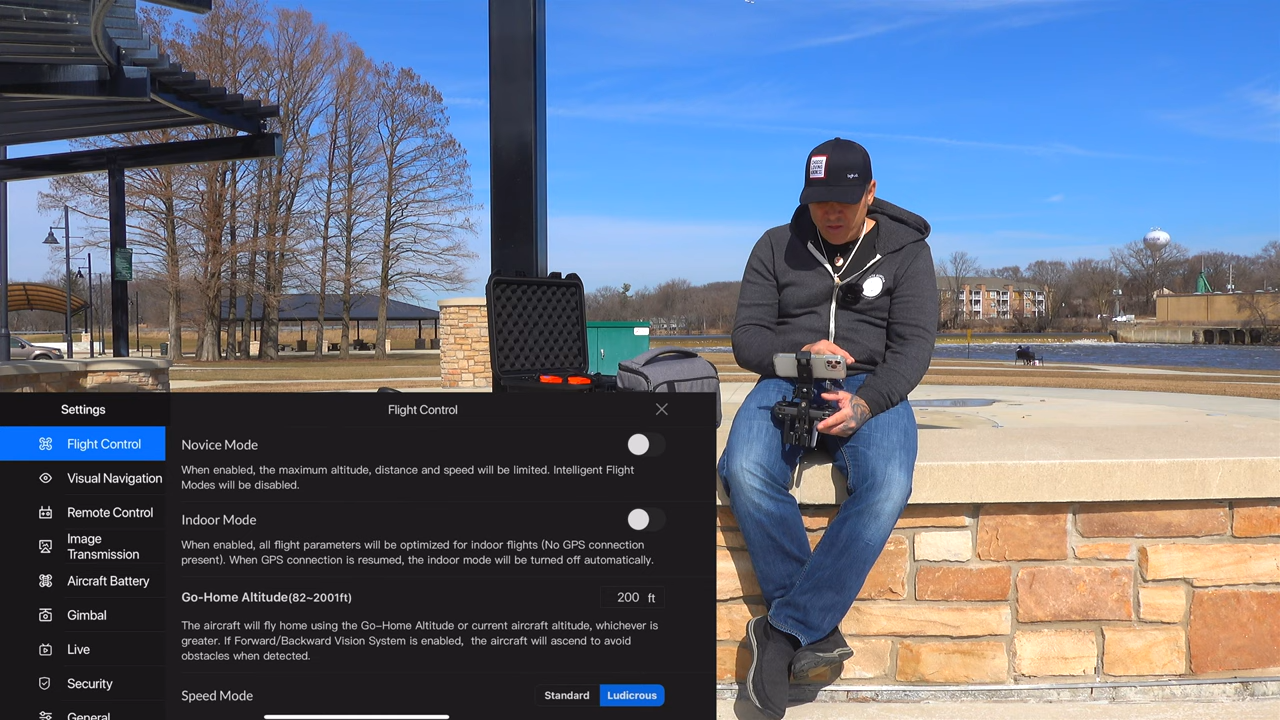 CHOOSE
LOVING
KINDNESS
Settings
Flight Control
Flight Control
Visual Navigation
Remote Control
Image
Transmission
Aircraft Battery
Gimbal
Live
Security
General
Novice Mode
When enabled, the maximum altitude, distance and speed will be limited. Intelligent Flight
Modes will be disabled.
Indoor Mode
When enabled, all flight parameters will be optimized for indoor flights (No GPS connection
present). When GPS connection is resumed, the indoor mode will be turned off automatically.
Go-Home Altitude(82~2001ft)
200 ft
The aircraft will fly home using the Go-Home Altitude or current aircraft altitude, whichever is
greater. If Forward/Backward Vision System is enabled, the aircraft will ascend to avoid
obstacles when detected.
Speed Mode
Standard
Ludicrous